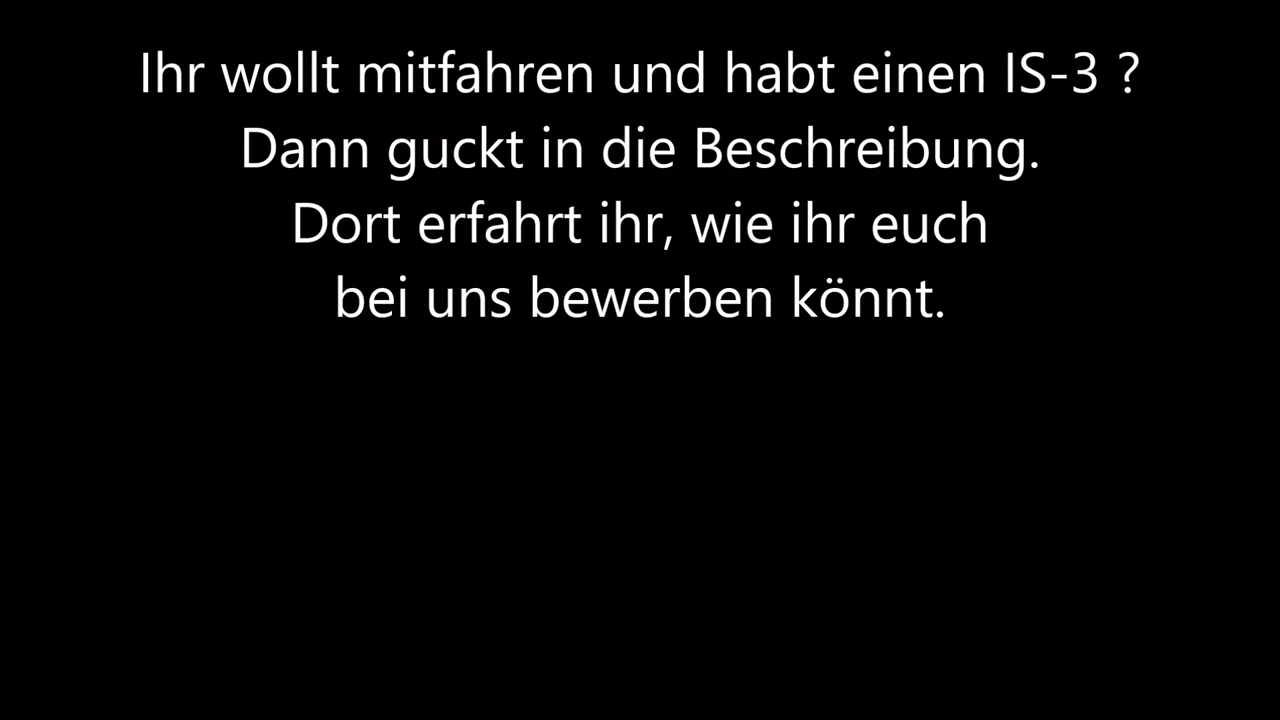 Ihr wollt mitfahren und habt einen IS-3 ?
Dann guckt in die Beschreibung.
Dort erfahrt ihr, wie ihr euch
bei uns bewerben könnt.